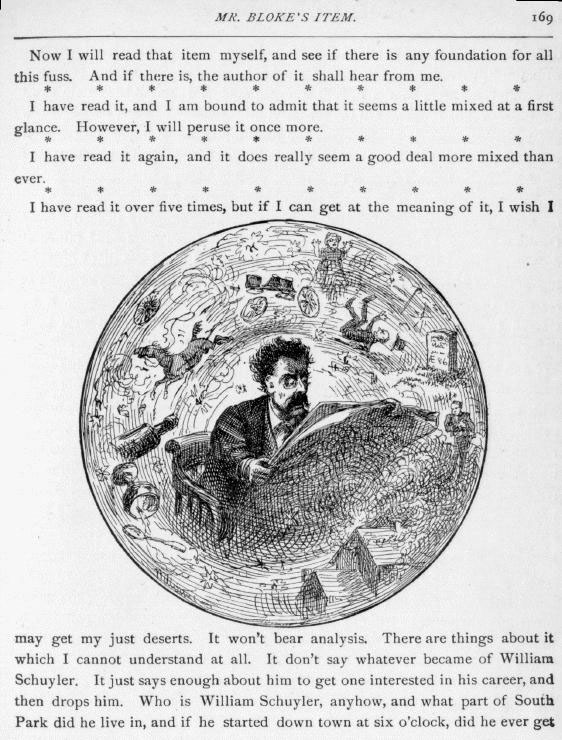 MR. BLOKE'S ITEM. 169
Now I will read that item myself, and see if there is any foundation for all
this fuss. And if there is, the author of it shall hear from me.
* * * * * * * * * *
I have read it, and I am bound to admit that it seems a little mixed at a first
glance. However, I will peruse it once more.
* * * * * * * * * *
I have read it again, and it does really seem a good deal more mixed than
ever.
* * * * * * * * * *
I have read it over five times, but if I can get at the meaning of it, I wish I
may get my just deserts. It won't bear analysis. There are things about it
which I cannot understand at all. It don't say whatever became of William
Schuyler. It just says enough about him to get one interested in his career, and
then drops him. Who is William Schuyler, anyhow, and what part of South
Park did he live in, and if he started down town at six o'clock, did he ever get